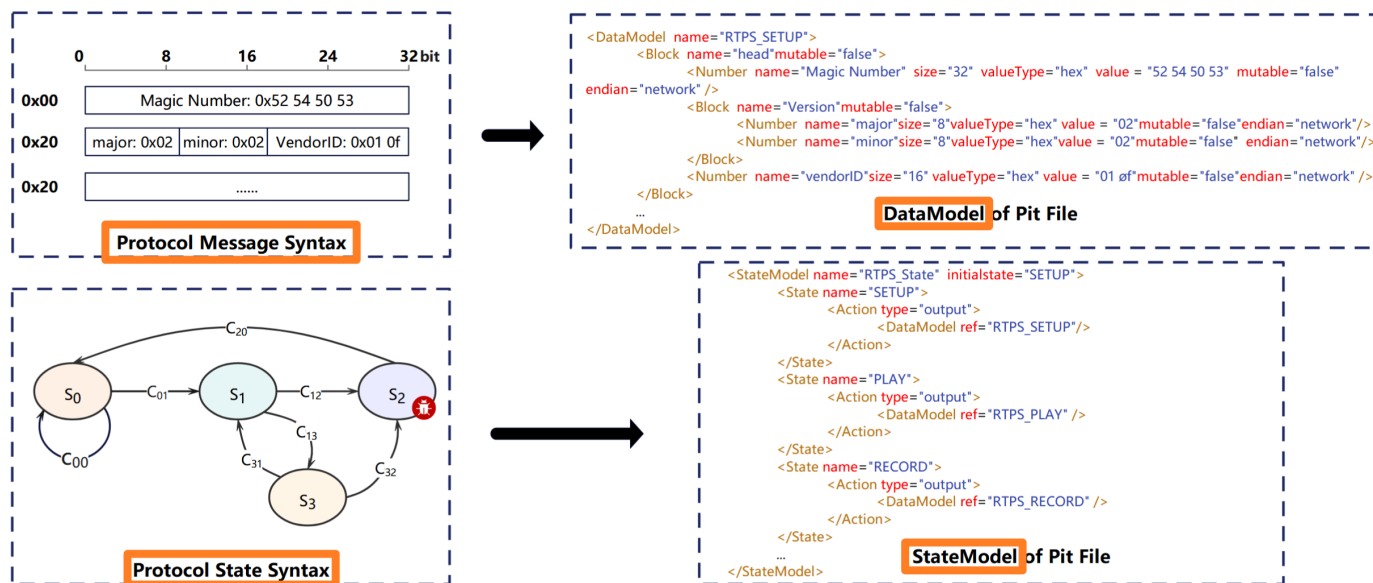 0 8 16 24 32 bit
0x00 Magic Number: 0x52 54 50 53
0x20 major: 0x02 minor: 0x02 VendorID: 0x01 0f
0x20 ......
Protocol Message Syntax
<DataModel name="RTPS_SETUP">
<Block name="head"mutable="false">
<Number name="Magic Number" size="32" valueType="hex" value = "52 54 50 53" mutable="false"
endian="network" />
<Block name="Version"mutable="false">
<Number name="major"size="8"valueType="hex" value = "02"mutable="false"endian="network"/>
<Number name="minor"size="8"valueType="hex"value = "02"mutable="false" endian="network"/>
</Block>
<Number name="vendorID"size="16" valueType="hex" value = "01 øf"mutable="false"endian="network" />
</Block>
...
</DataModel>
DataModel of Pit File
C20
S0
C01
S1
C12
S2
C00
C13
C31
C32
S3
Protocol State Syntax
<StateModel name="RTPS_State" initialstate="SETUP">
<State name="SETUP">
<Action type="output">
<DataModel ref="RTPS_SETUP"/>
</Action>
</State>
<State name="PLAY">
<Action type="output">
<DataModel ref="RTPS_PLAY" />
</Action>
</State>
<State name="RECORD">
<Action type="output">
<DataModel ref="RTPS_RECORD" />
</Action>
</State>
...
</StateModel>
StateModel of Pit File